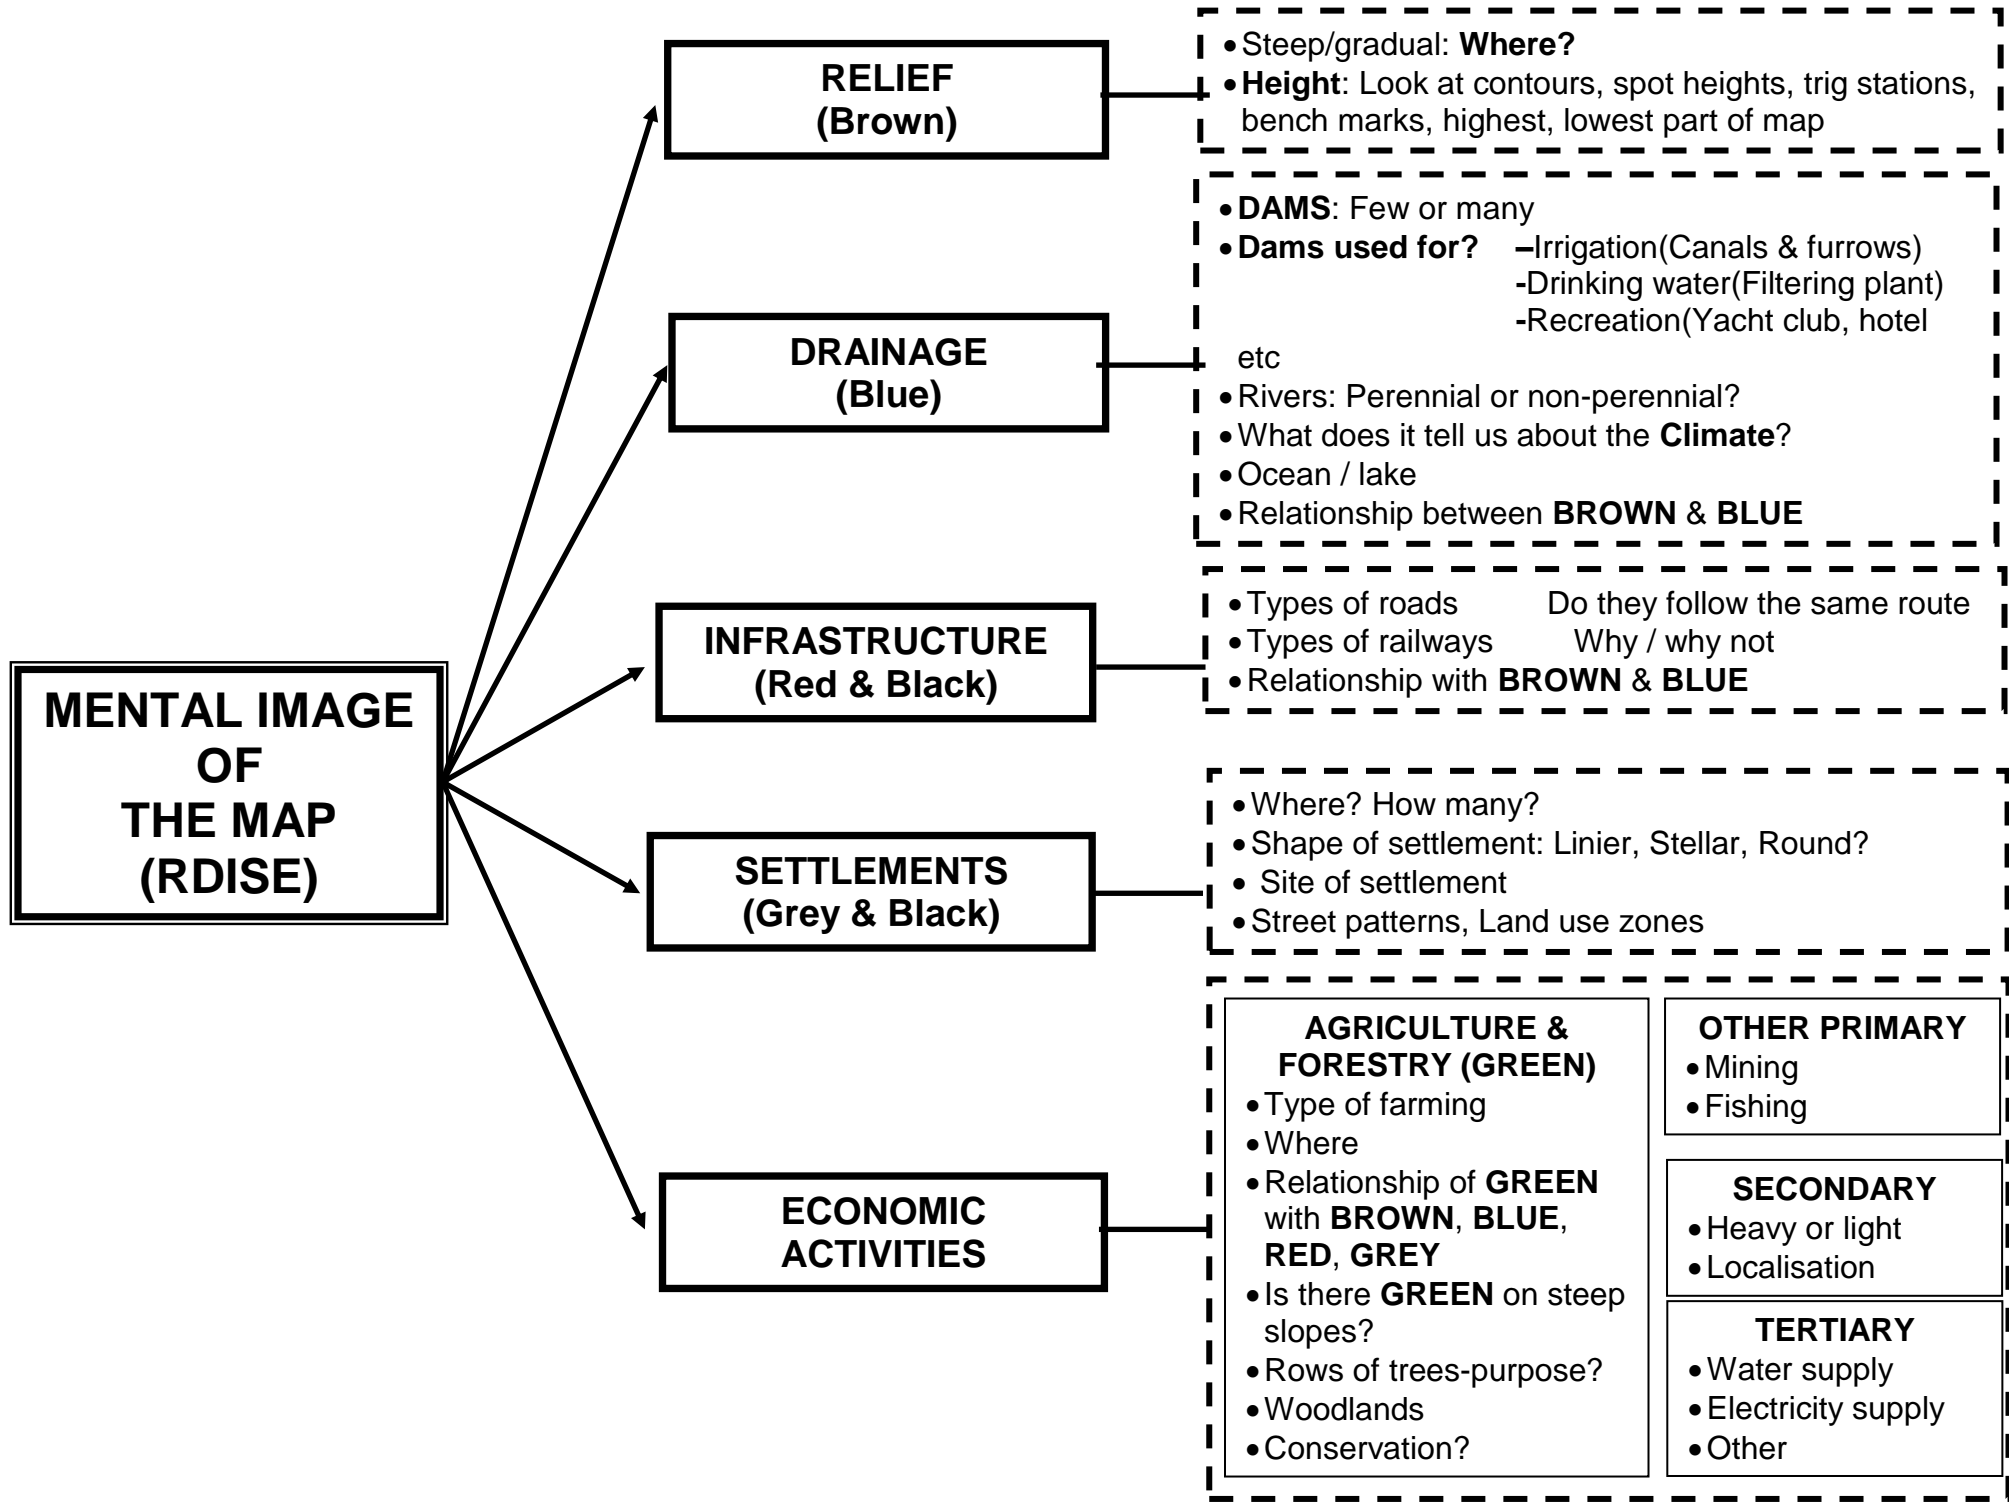 MENTAL IMAGE
OF
THE MAP
(RDISE)
RELIEF
(Brown)
•Steep/gradual: Where?
•Height: Look at contours, spot heights, trig stations,
bench marks, highest, lowest part of map
DRAINAGE
(Blue)
•DAMS: Few or many
•Dams used for? –Irrigation(Canals & furrows)
-Drinking water(Filtering plant)
-Recreation(Yacht club, hotel
etc
•Rivers: Perennial or non-perennial?
•What does it tell us about the Climate?
•Ocean / lake
•Relationship between BROWN & BLUE
INFRASTRUCTURE
(Red & Black)
•Types of roads Do they follow the same route
•Types of railways Why / why not
•Relationship with BROWN & BLUE
SETTLEMENTS
(Grey & Black)
•Where? How many?
•Shape of settlement: Linier, Stellar, Round?
• Site of settlement
•Street patterns, Land use zones
ECONOMIC
ACTIVITIES
AGRICULTURE &
FORESTRY (GREEN)
•Type of farming
•Where
•Relationship of GREEN
with BROWN, BLUE,
RED, GREY
•Is there GREEN on steep
slopes?
•Rows of trees-purpose?
•Woodlands
•Conservation?
OTHER PRIMARY
•Mining
•Fishing
SECONDARY
•Heavy or light
•Localisation
TERTIARY
•Water supply
•Electricity supply
•Other